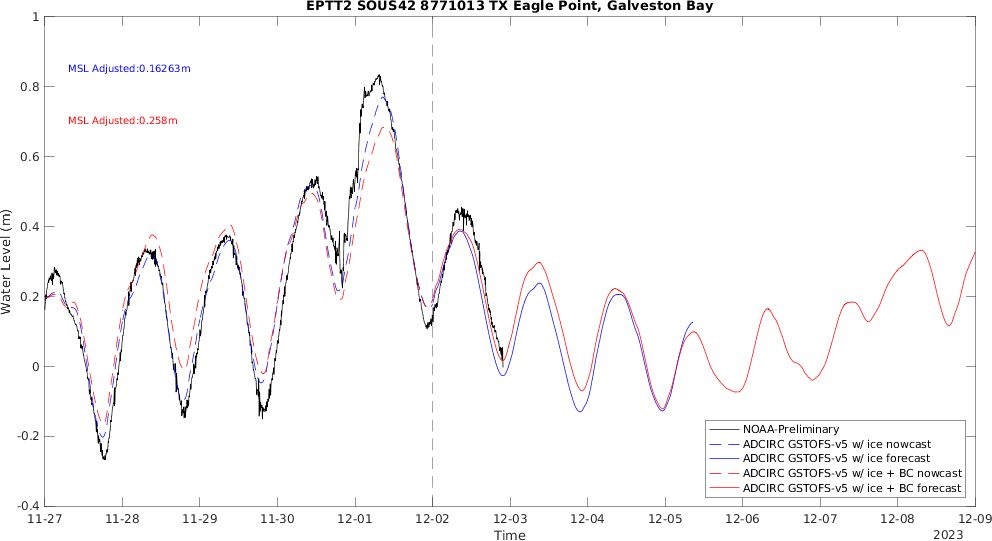 EPTT2 SOUS42 8771013 TX Eagle Point, Galveston Bay
1
0.8
0.6
0.4
0.2
0
-0.2
-0.4
Water Level (m)
MSL Adjusted:0.16263m
MSL Adjusted:0.258m
NOAA-Preliminary
ADCIRC GSTOFS-v5 w/ ice nowcast
ADCIRC GSTOFS-v5 w/ ice forecast
ADCIRC GSTOFS-v5 w/ ice + BC nowcast
ADCIRC GSTOFS-v5 w/ ice + BC forecast
11-27 11-28 11-29 11-30 12-01 12-02 12-03 12-04 12-05 12-06 12-07 12-08 12-09
Time
2023